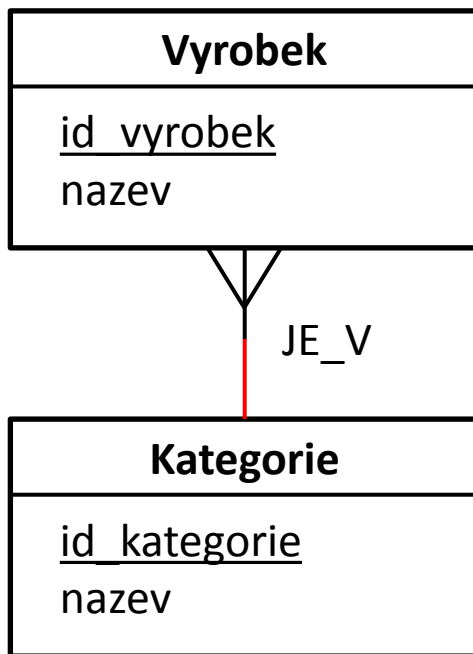 Vyrobek
id_vyrobek
nazev
JE_V
Kategorie
id_kategorie
nazev